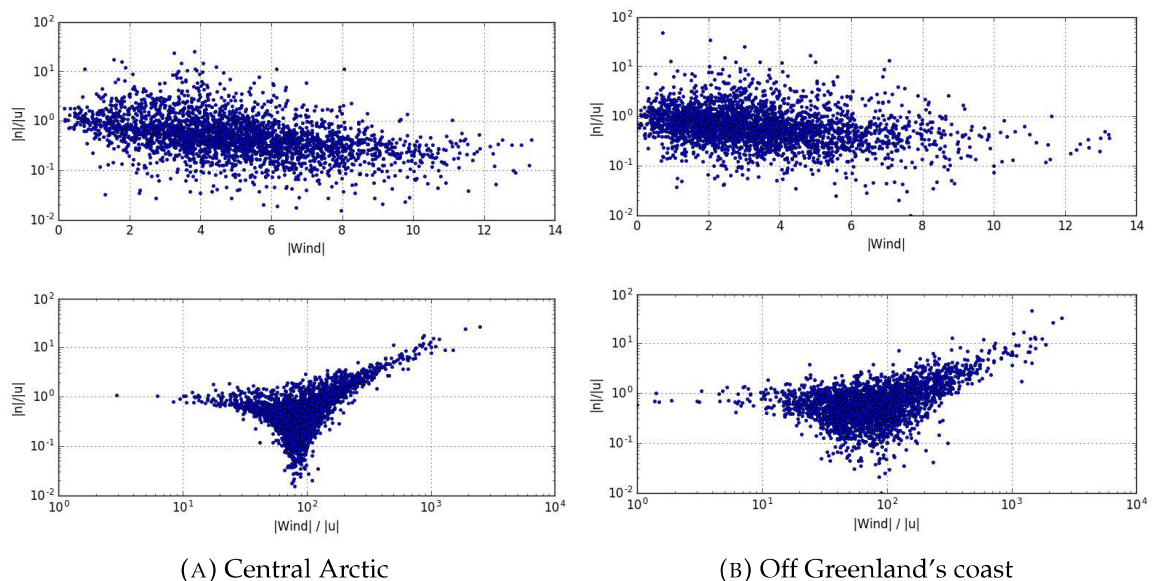 10²
10¹
10⁰
10⁻¹
10⁻²
|n|/|u|
0 2 4 6 8 10 12 14
|Wind|
10²
10¹
10⁰
10⁻¹
10⁻²
|n|/|u|
0 2 4 6 8 10 12 14
|Wind|
10²
10¹
10⁰
10⁻¹
10⁻²
|n|/|u|
10⁰ 10¹ 10² 10³ 10⁴
|Wind| / |u|
10²
10¹
10⁰
10⁻¹
10⁻²
|n|/|u|
10⁰ 10¹ 10² 10³ 10⁴
|Wind| / |u|
(A) Central Arctic
(B) Off Greenland's coast